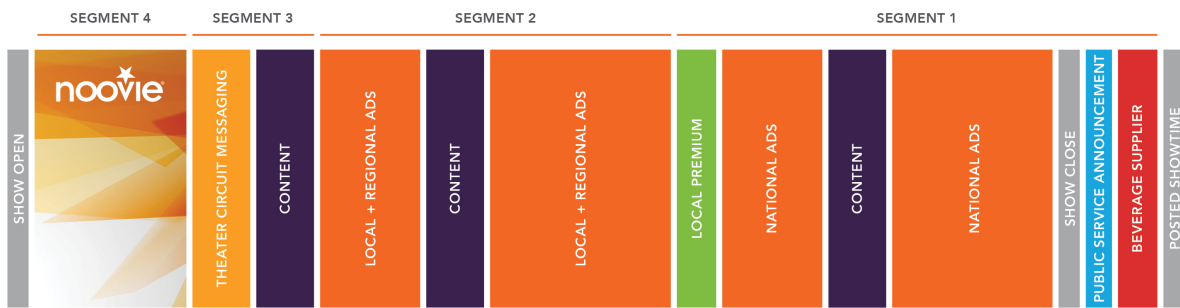 SEGMENT 4
SEGMENT 3
SEGMENT 2
SEGMENT 1
SHOW OPEN
noovie
THEATER CIRCUIT MESSAGING
CONTENT
LOCAL + REGIONAL ADS
CONTENT
LOCAL + REGIONAL ADS
LOCAL PREMIUM
NATIONAL ADS
CONTENT
NATIONAL ADS
SHOW CLOSE
PUBLIC SERVICE ANNOUNCEMENT
BEVERAGE SUPPLIER
POSTED SHOWTIME